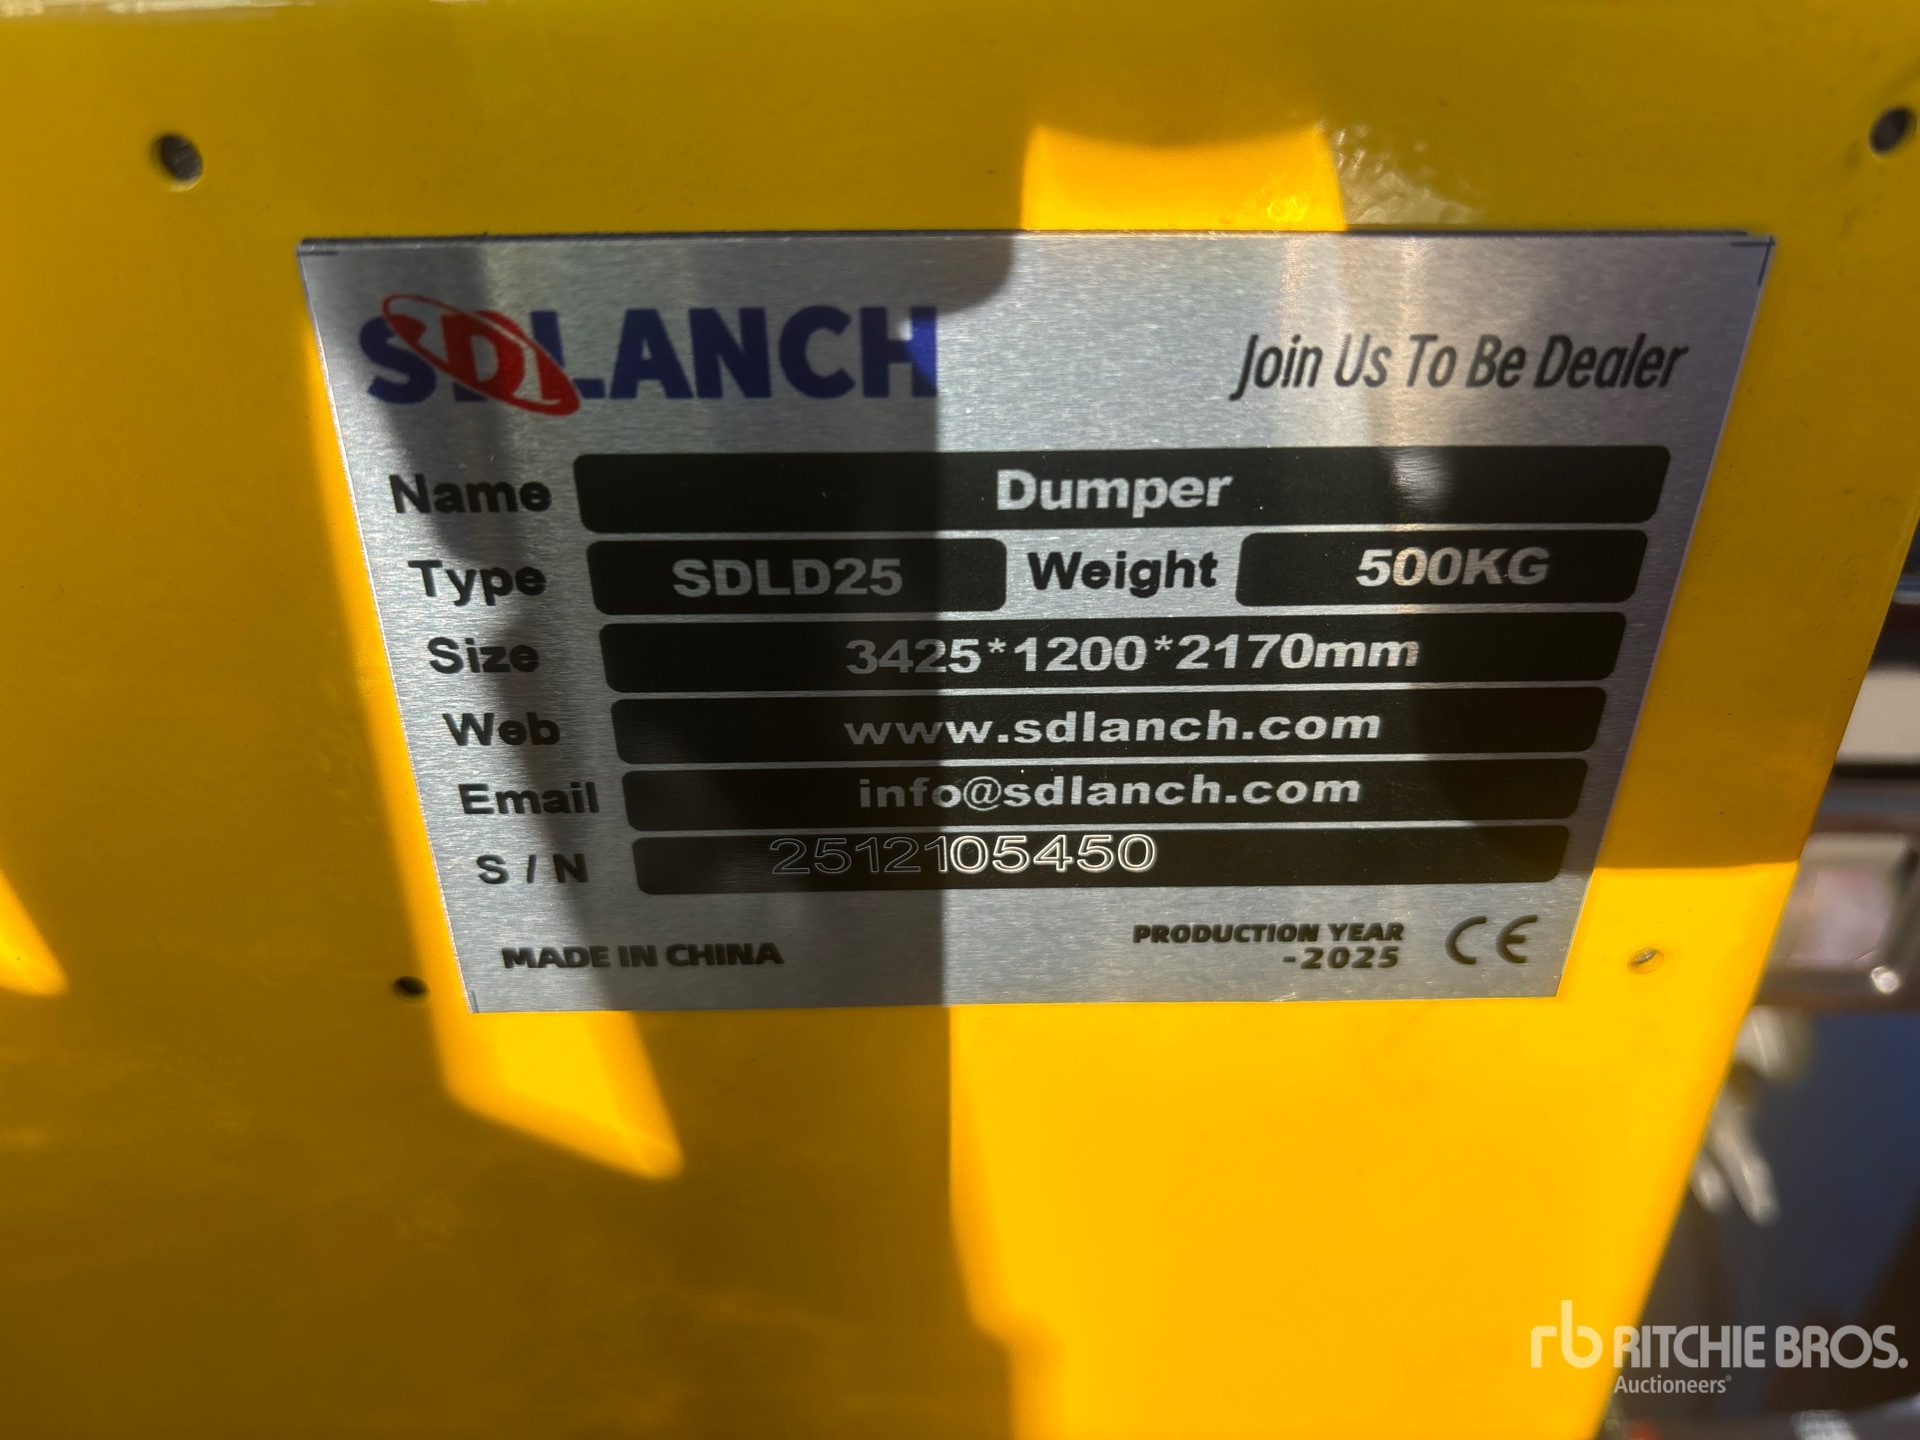 SDLANCH
Join Us To Be Dealer
Name Dumper
Type SDLD25 Weight 500KG
Size 3425*1200*2170mm
Web www.sdlanch.com
Email info@sdlanch.com
S / N 2512105450
MADE IN CHINA
PRODUCTION YEAR
-2025
CE
rb RITCHIE BROS.
Auctioneers®